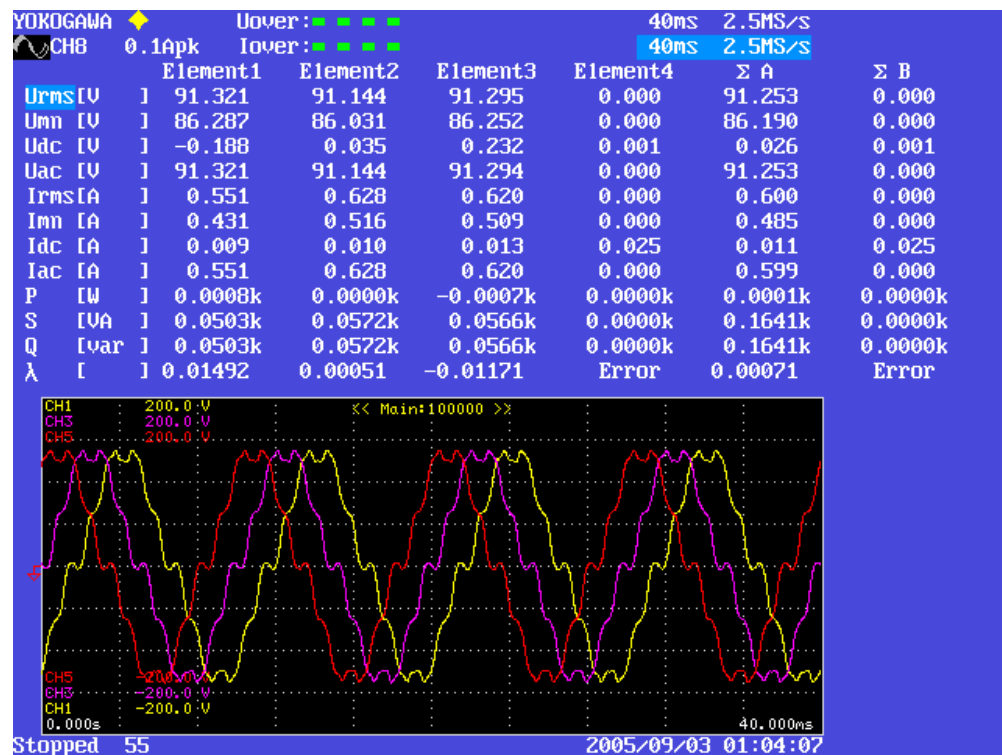 YOKOGAWA Uover: 40ms 2.5MS/s
CH8 0.1Apk Iover: 40ms 2.5MS/s
Element1 Element2 Element3 Element4 Σ A Σ B
Urms[V ] 91.321 91.144 91.295 0.000 91.253 0.000
Umn [V ] 86.287 86.031 86.252 0.000 86.190 0.000
Udc [V ] -0.188 0.035 0.232 0.001 0.026 0.001
Uac [V ] 91.321 91.144 91.294 0.000 91.253 0.000
Irms[A ] 0.551 0.628 0.620 0.000 0.600 0.000
Imn [A ] 0.431 0.516 0.509 0.000 0.485 0.000
Idc [A ] 0.009 0.010 0.013 0.025 0.011 0.025
Iac [A ] 0.551 0.628 0.620 0.000 0.599 0.000
P [W ] 0.0008k 0.0000k -0.0007k 0.0000k 0.0001k 0.0000k
S [VA ] 0.0503k 0.0572k 0.0566k 0.0000k 0.1641k 0.0000k
Q [var ] 0.0503k 0.0572k 0.0566k 0.0000k 0.1641k 0.0000k
λ [ ] 0.01492 0.00051 -0.01171 Error 0.00071 Error
CH1 200.0 V << Main:100000 >>
CH3 200.0 V
CH5 200.0 V
CH5 -200.0 V
CH3 -200.0 V
CH1 -200.0 V
0.000s 40.000ms
Stopped 55 2005/09/03 01:04:07